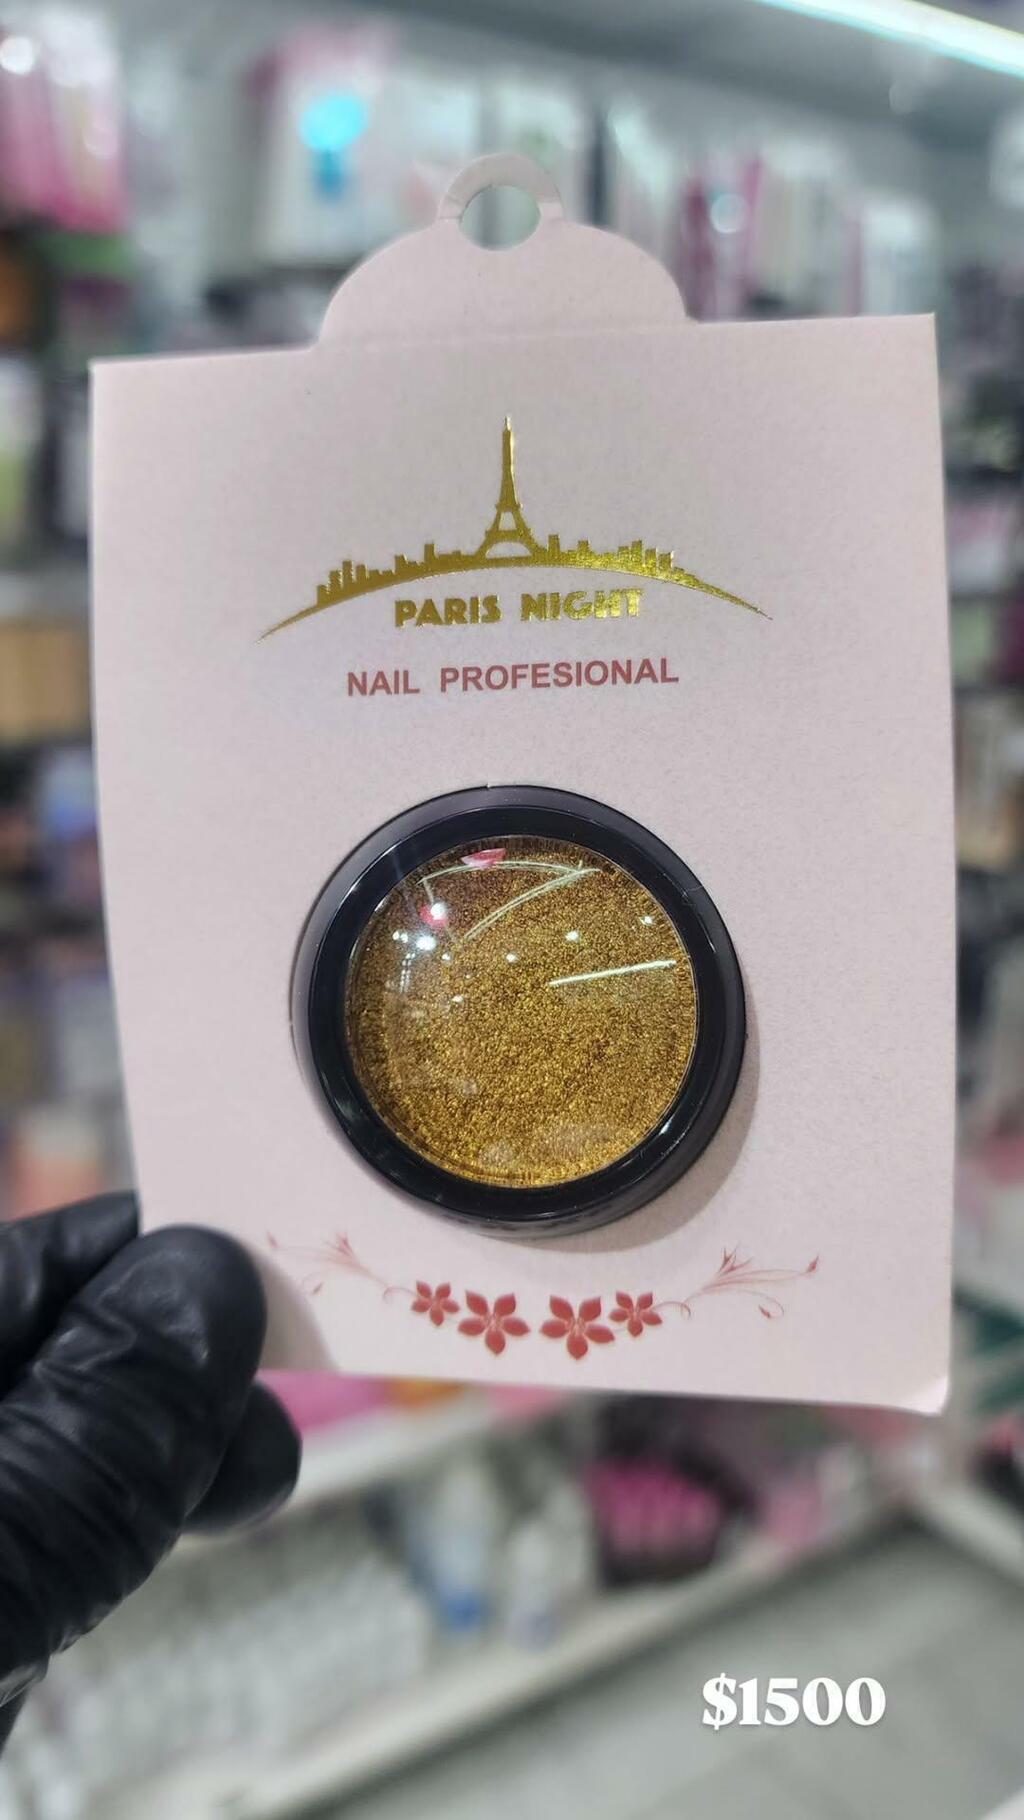 PARIS NIGHT
NAIL PROFESIONAL
$1500